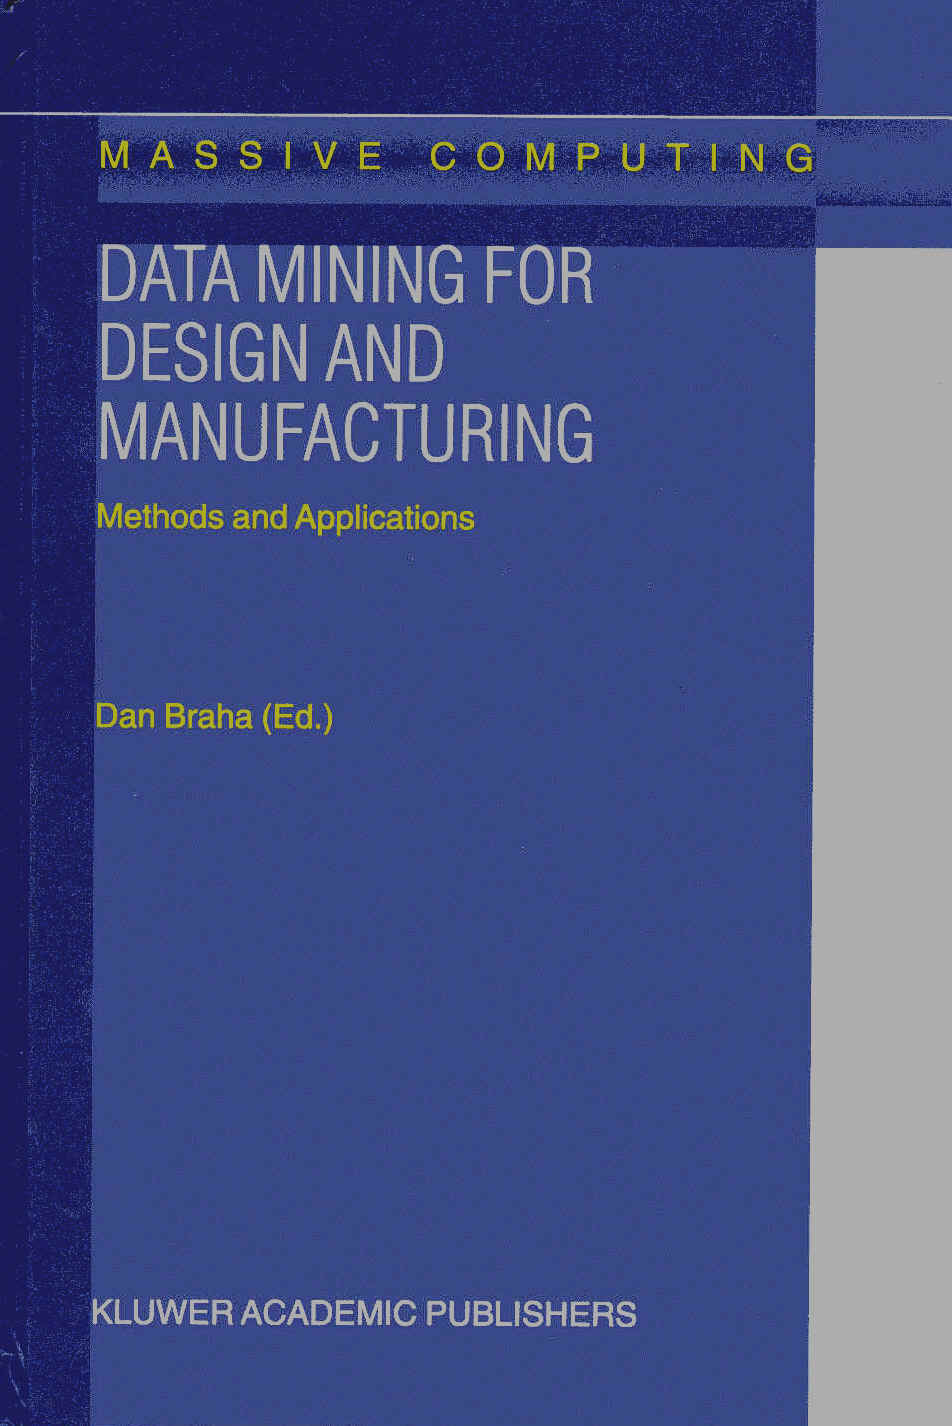 MASSIVE COMPUTING
DATA MINING FOR
DESIGN AND
MANUFACTURING
Methods and Applications
Dan Braha (Ed.)
KLUWER ACADEMIC PUBLISHERS